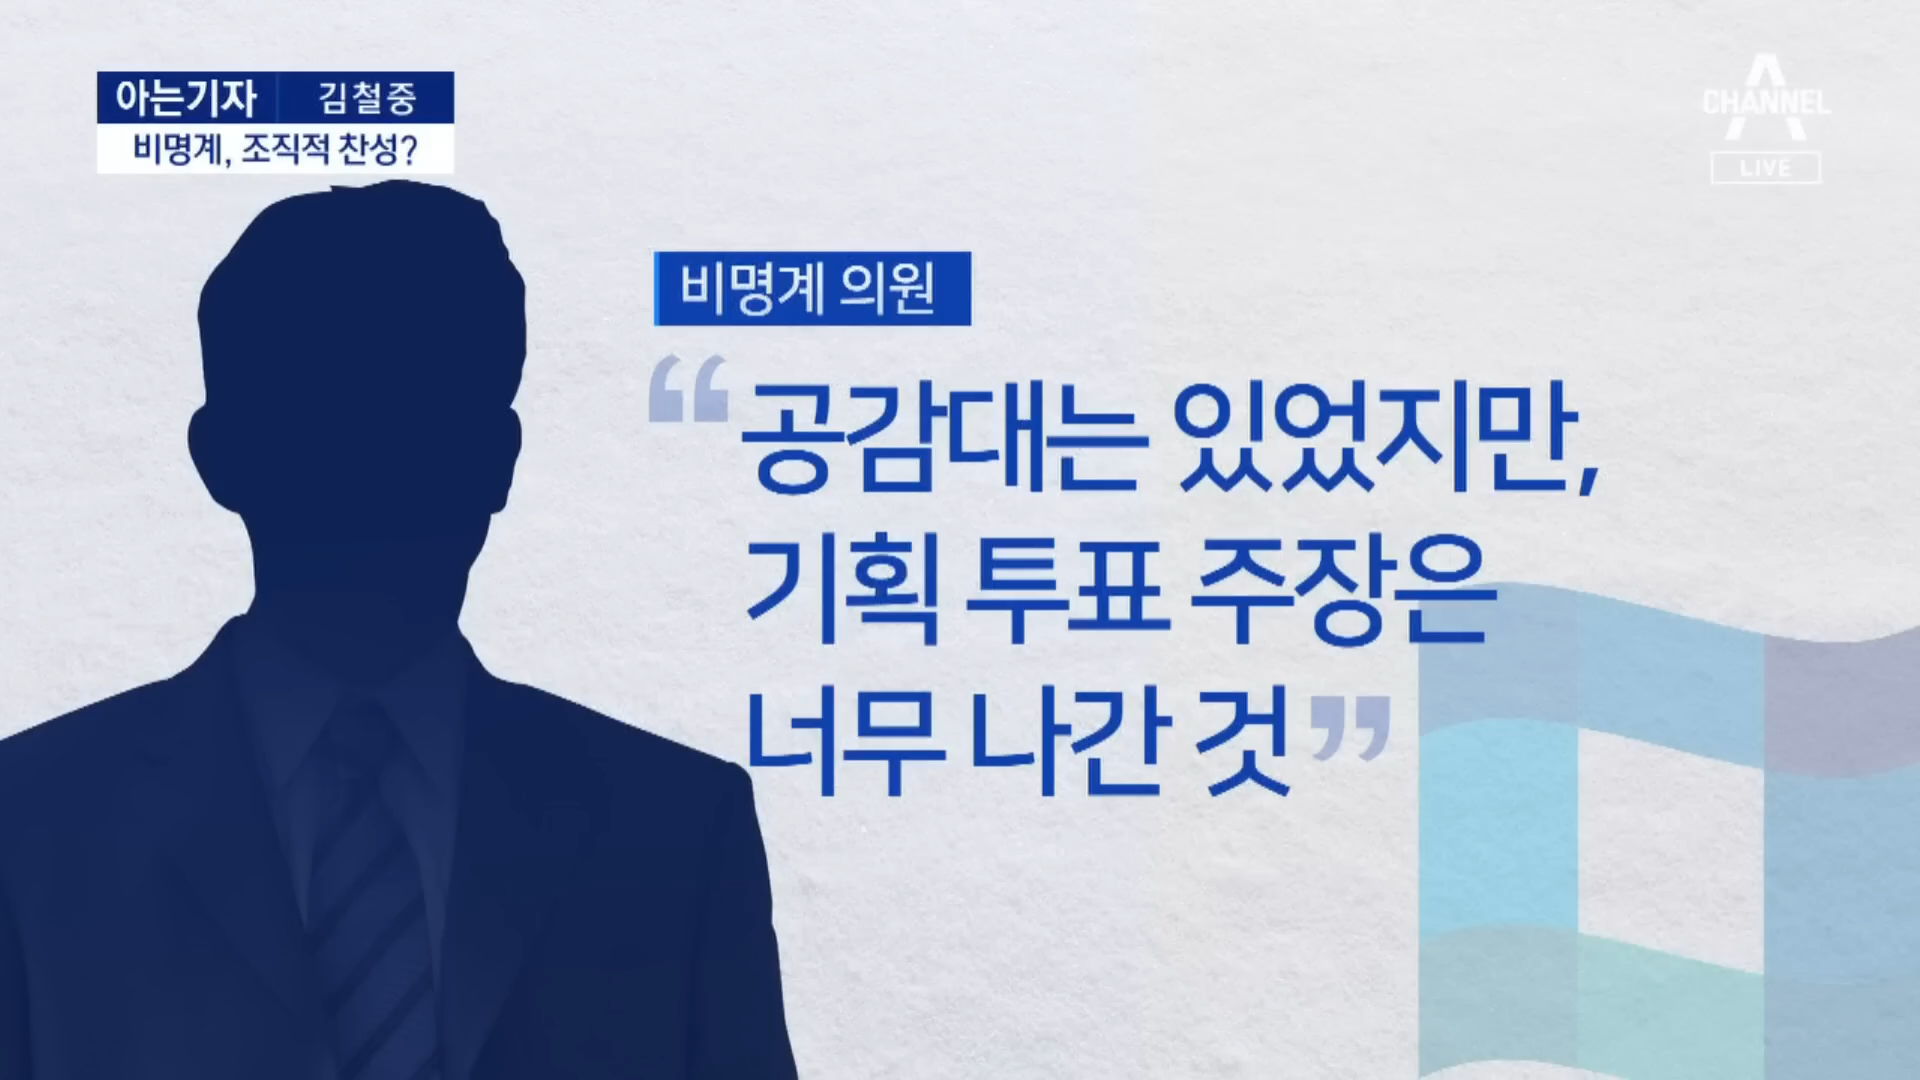 아는기자 김철중
비명계, 조직적 찬성?
CHANNEL A
LIVE
비명계 의원
“공감대는 있었지만,
기획 투표 주장은
너무 나간 것”